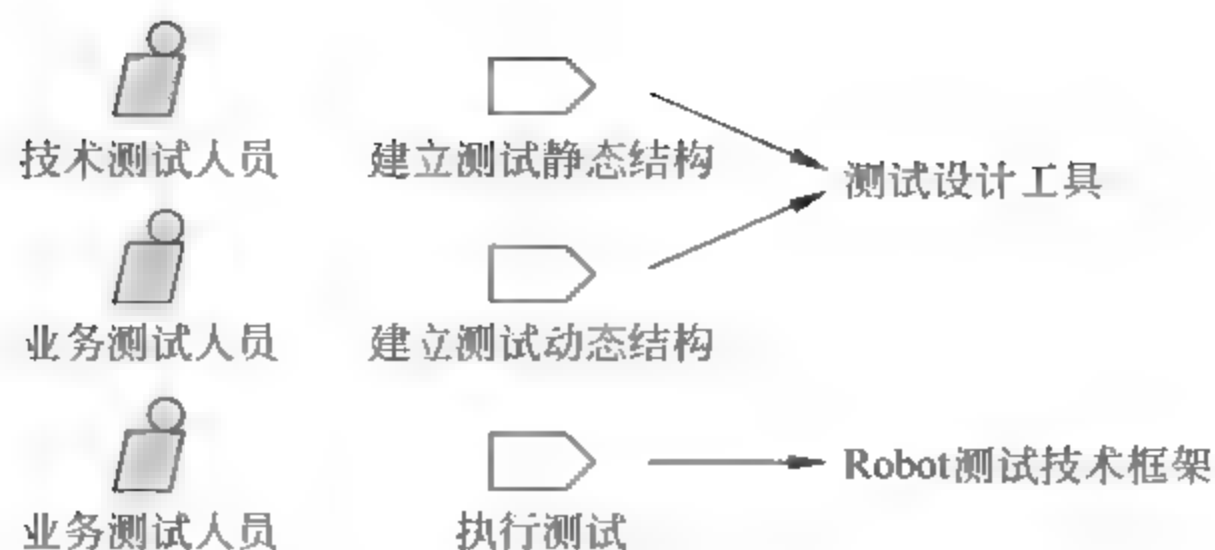 技术测试人员
建立测试静态结构
测试设计工具
业务测试人员
建立测试动态结构
业务测试人员
执行测试
Robot测试技术框架